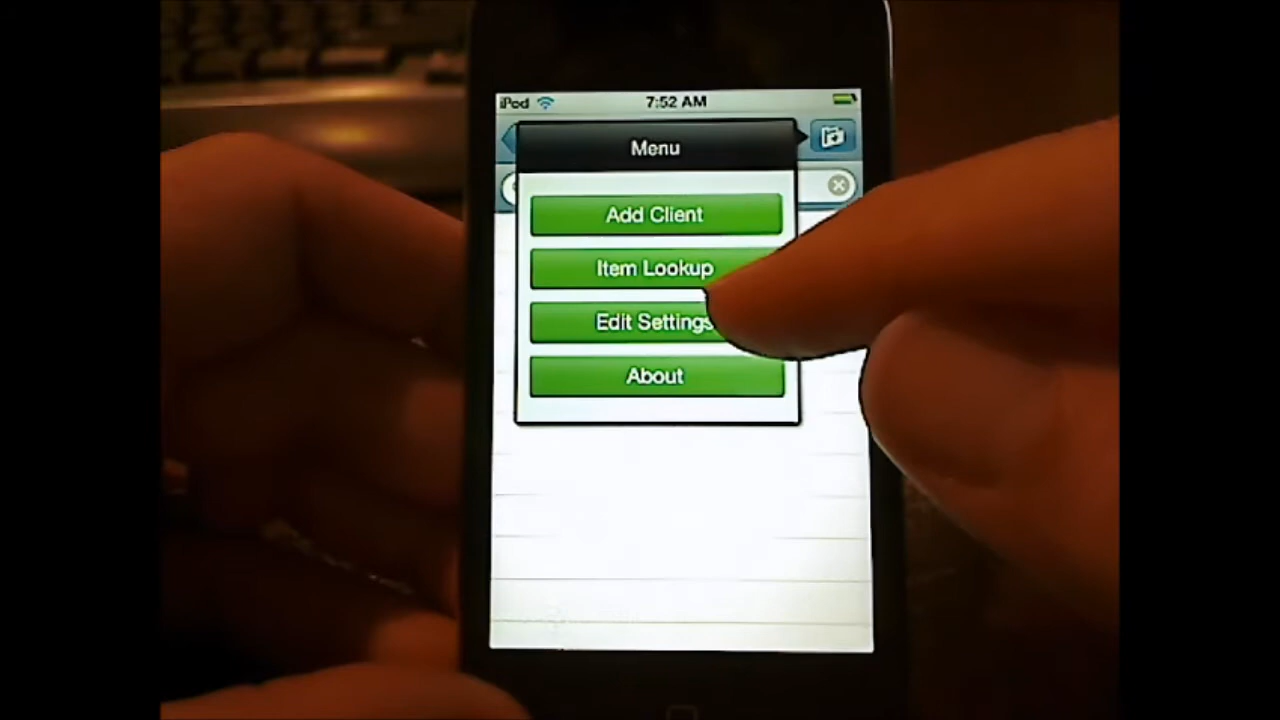 iPod 7:52 AM
Menu
Add Client
Item Lookup
Edit Settings
About